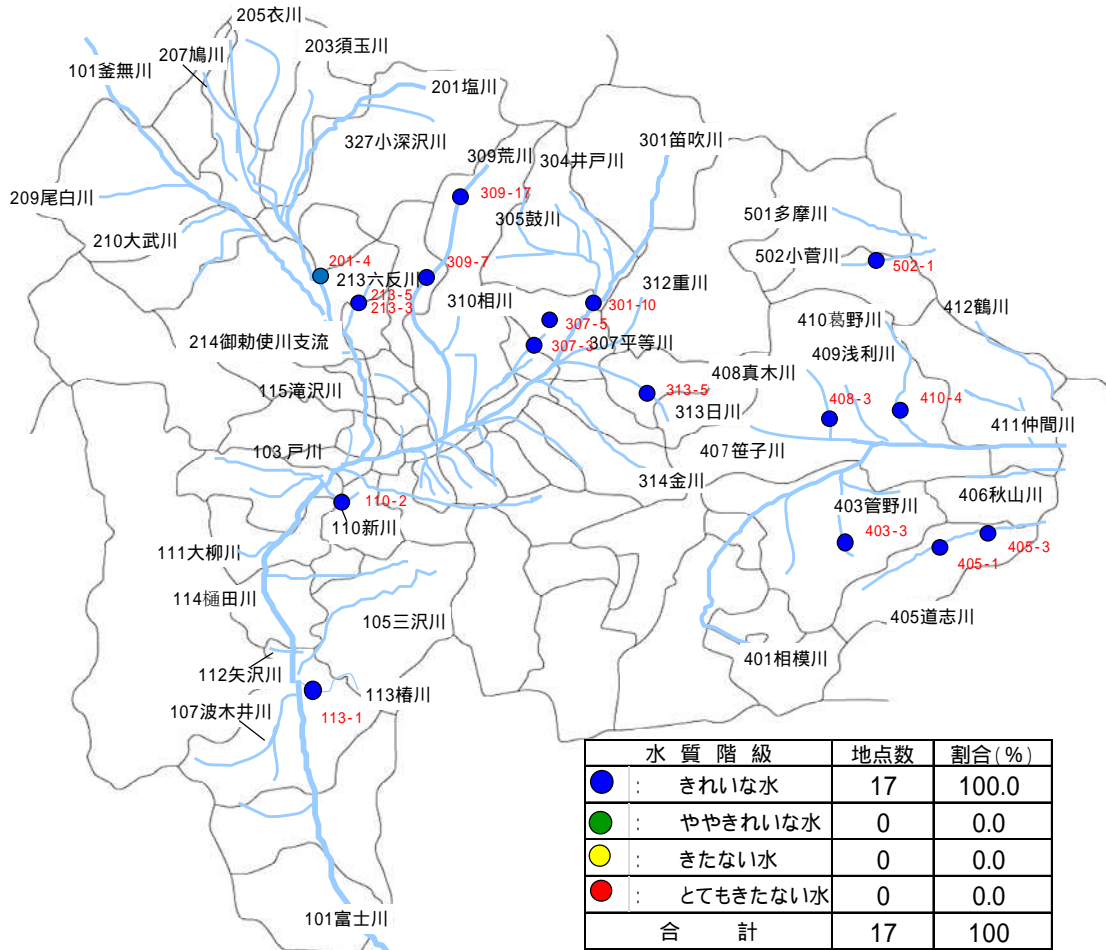 205衣川
207鳩川
203須玉川
101釜無川
201塩川
327小深沢川
309荒川
304井戸川
301笛吹川
209尾白川
309-17
305鼓川
501多摩川
210大武川
502小菅川
201-4
213六反川
309-7
502-1
213-5
213-3
310相川
301-10
312重川
412鶴川
307-5
410葛野川
214御勅使川支流
307-3
307平等川
409浅利川
408真木川
115滝沢川
313-5
408-3
410-4
313日川
411仲間川
103戸川
407笹子川
314金川
406秋山川
110-2
403管野川
110新川
403-3
405-3
111大柳川
405-1
114樋田川
105三沢川
405道志川
401相模川
112矢沢川
113椿川
107波木井川
113-1
101富士川
水質階級 地点数 割合(%)
: きれいな水 17 100.0
: ややきれいな水 0 0.0
: きたない水 0 0.0
: とてもきたない水 0 0.0
合計 17 100